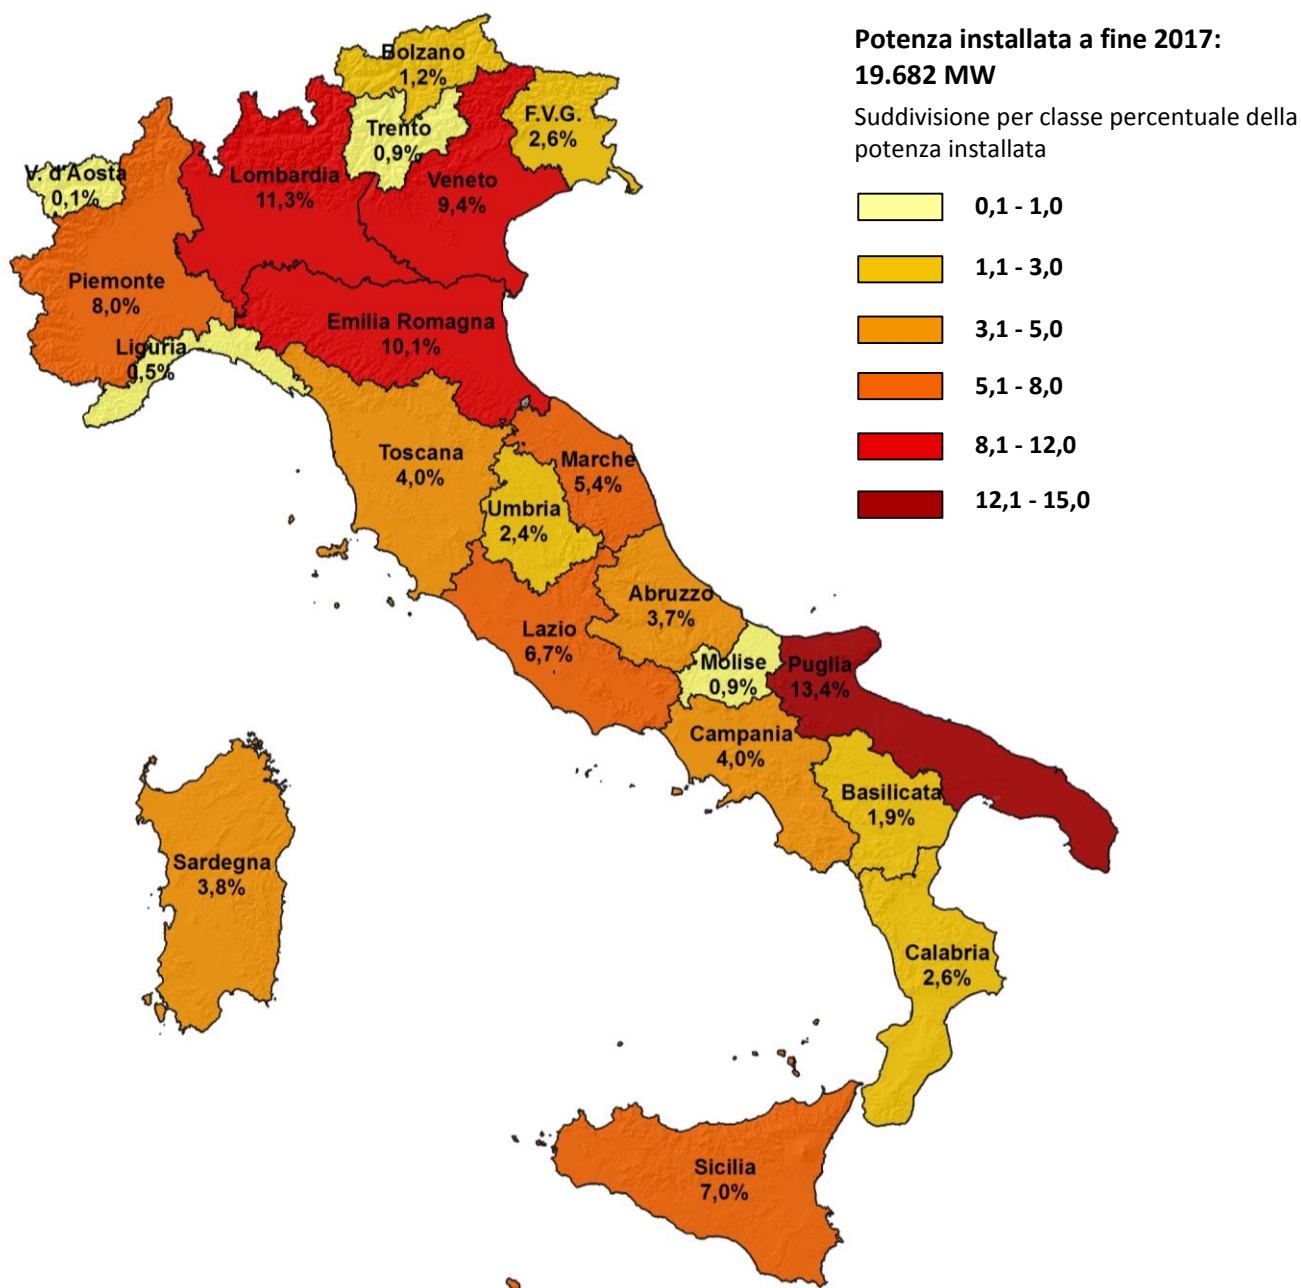 Potenza installata a fine 2017:
19.682 MW
Suddivisione per classe percentuale della
potenza installata
0,1 - 1,0
1,1 - 3,0
3,1 - 5,0
5,1 - 8,0
8,1 - 12,0
12,1 - 15,0
Bolzano
1,2%
Trento
0,9%
F.V.G.
2,6%
V. d'Aosta
0,1%
Lombardia
11,3%
Veneto
9,4%
Piemonte
8,0%
Emilia Romagna
10,1%
Liguria
0,5%
Toscana
4,0%
Marche
5,4%
Umbria
2,4%
Abruzzo
3,7%
Lazio
6,7%
Molise
0,9%
Puglia
13,4%
Campania
4,0%
Basilicata
1,9%
Sardegna
3,8%
Calabria
2,6%
Sicilia
7,0%